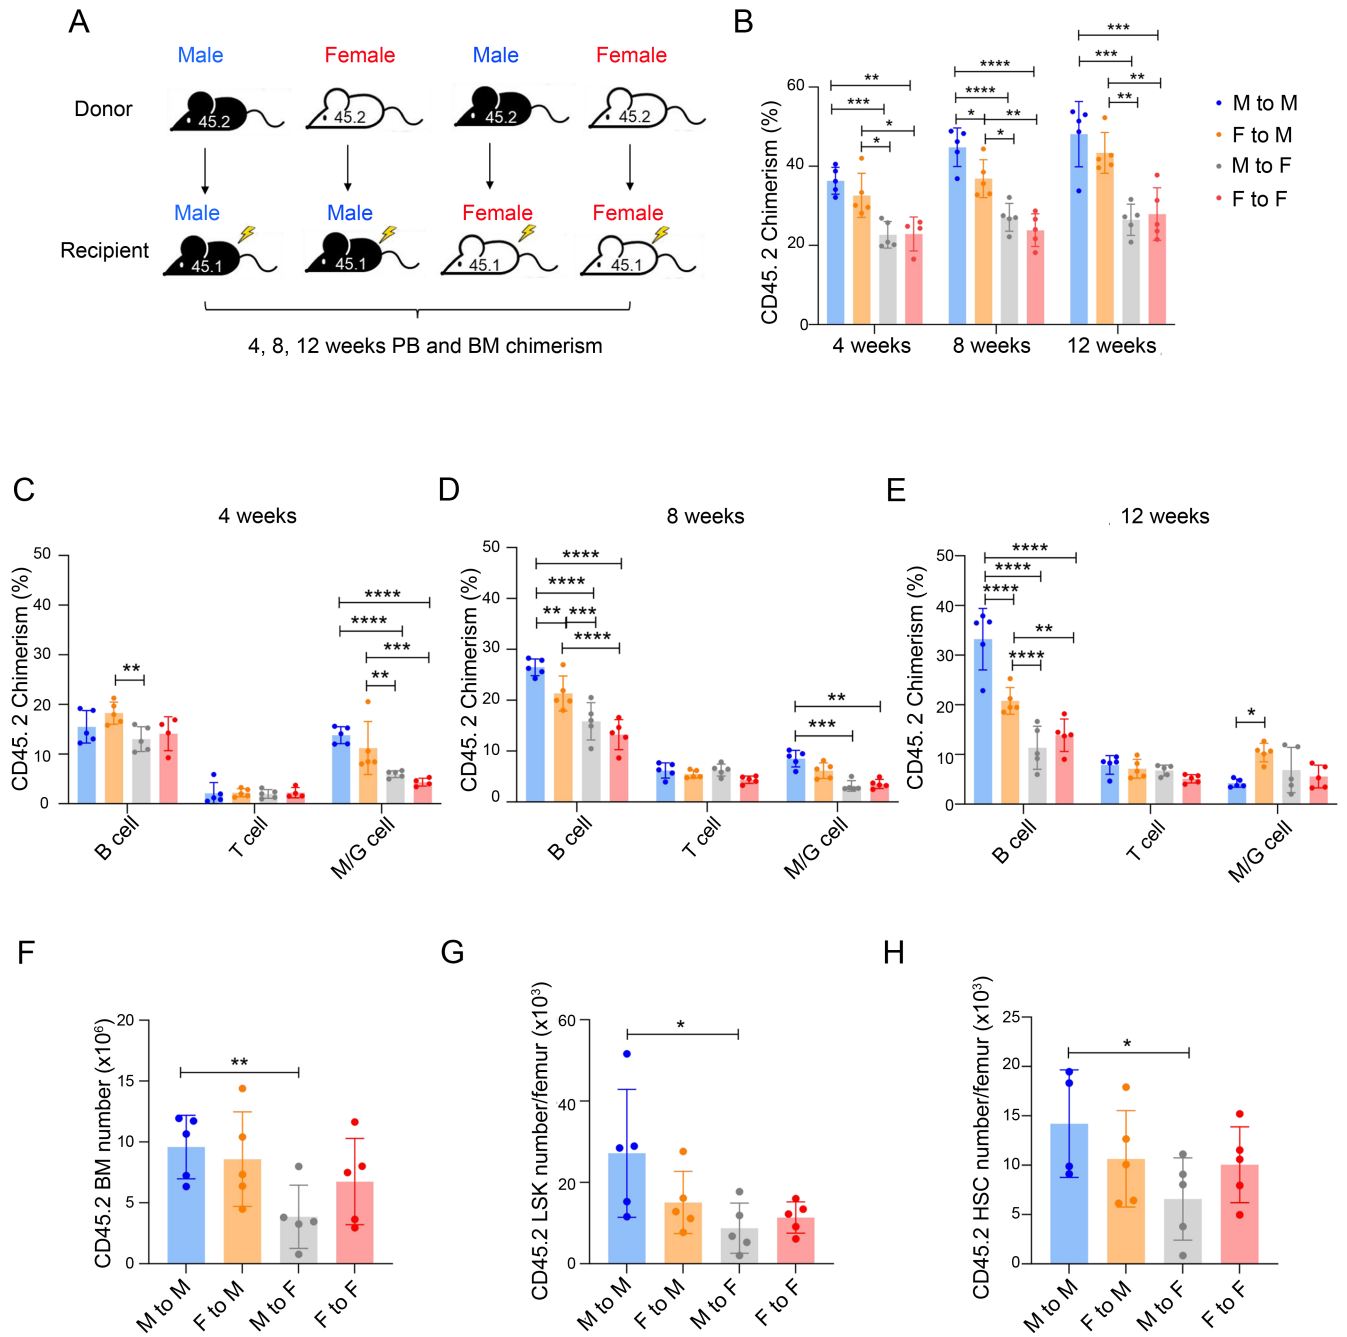 A
Male Female Male Female
Donor
45.2 45.2 45.2 45.2
Male Male Female Female
Recipient
45.1 45.1 45.1 45.1
4, 8, 12 weeks PB and BM chimerism
B
CD45. 2 Chimerism (%)
60
40
20
0
*** *** ** **
**** **** * ** *
** *** * *
4 weeks 8 weeks 12 weeks
M to M
F to M
M to F
F to F
C
4 weeks
CD45. 2 Chimerism (%)
50
40
30
20
10
0
**
**** **** *** **
B cell T cell M/G cell
D
8 weeks
CD45. 2 Chimerism (%)
50
40
30
20
10
0
**** **** ** *** ****
** ***
B cell T cell M/G cell
E
12 weeks
CD45. 2 Chimerism (%)
50
40
30
20
10
0
**** **** **** ** ****
*
B cell T cell M/G cell
F
CD45.2 BM number (x10⁶)
20
15
10
5
0
**
M to M F to M M to F F to F
G
CD45.2 LSK number/femur (x10³)
60
40
20
0
*
M to M F to M M to F F to F
H
CD45.2 HSC number/femur (x10³)
25
20
15
10
5
0
*
M to M F to M M to F F to F